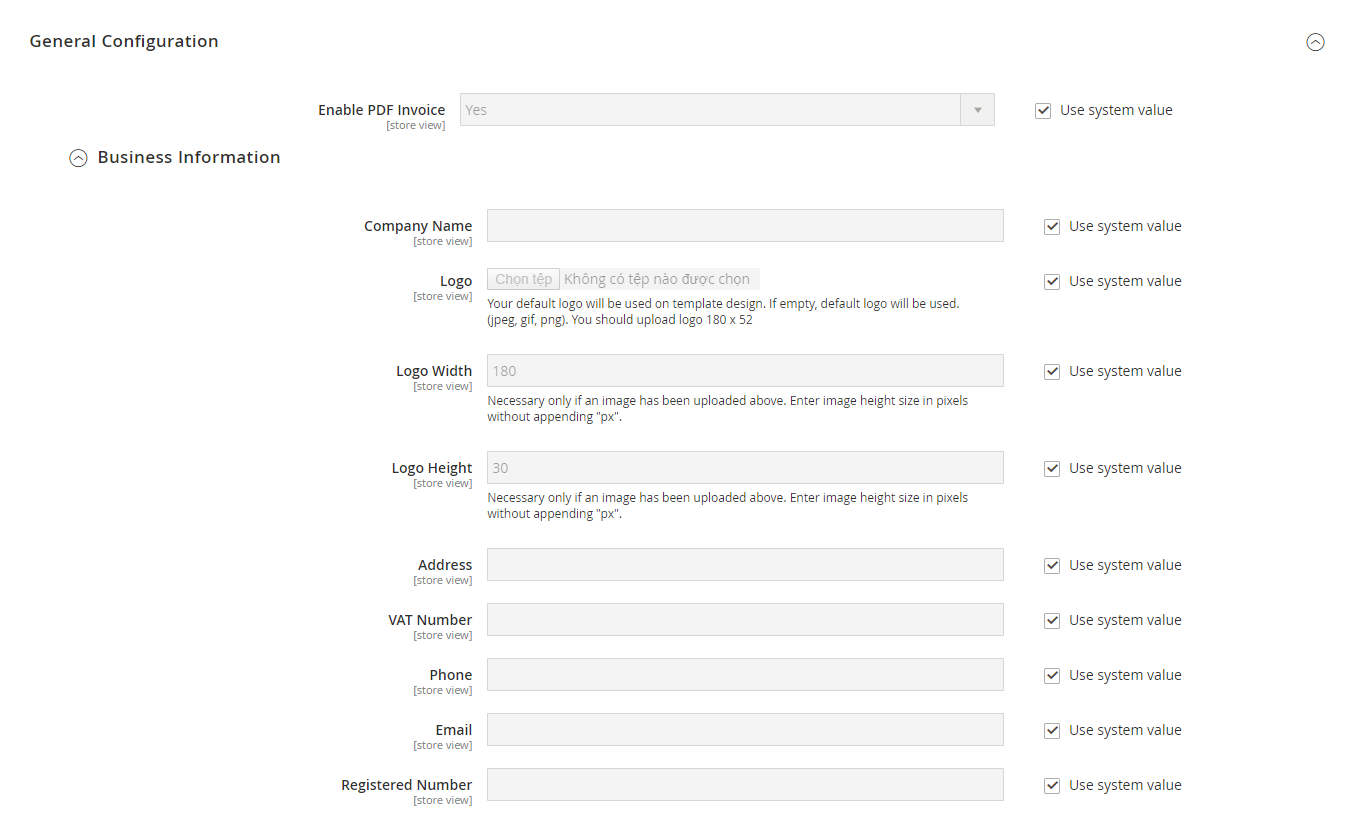 General Configuration
Enable PDF Invoice
[store view]
Yes
Use system value
Business Information
Company Name
[store view]
Use system value
Logo
[store view]
Chọn tệp Không có tệp nào được chọn
Your default logo will be used on template design. If empty, default logo will be used.
(jpeg, gif, png). You should upload logo 180 x 52
Use system value
Logo Width
[store view]
180
Necessary only if an image has been uploaded above. Enter image height size in pixels
without appending "px".
Use system value
Logo Height
[store view]
30
Necessary only if an image has been uploaded above. Enter image height size in pixels
without appending "px".
Use system value
Address
[store view]
Use system value
VAT Number
[store view]
Use system value
Phone
[store view]
Use system value
Email
[store view]
Use system value
Registered Number
[store view]
Use system value